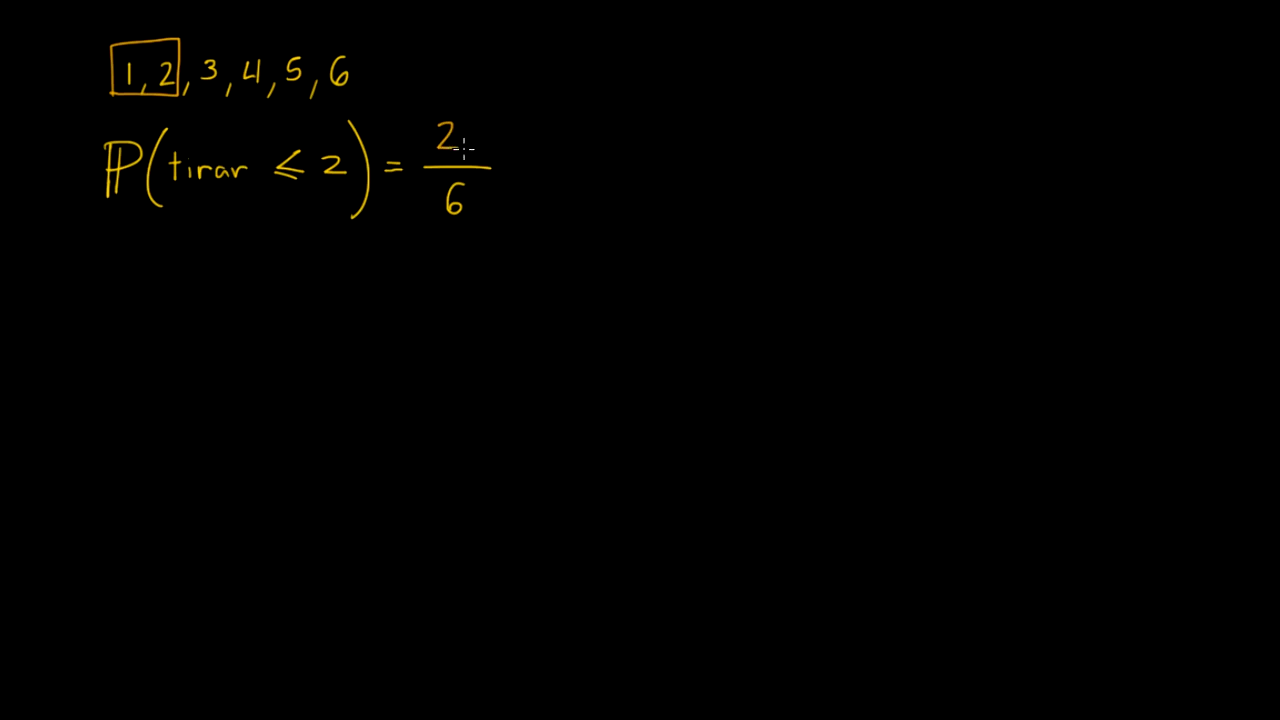 1, 2, 3, 4, 5, 6
ℙ(tirar ≤ 2) = 2/6